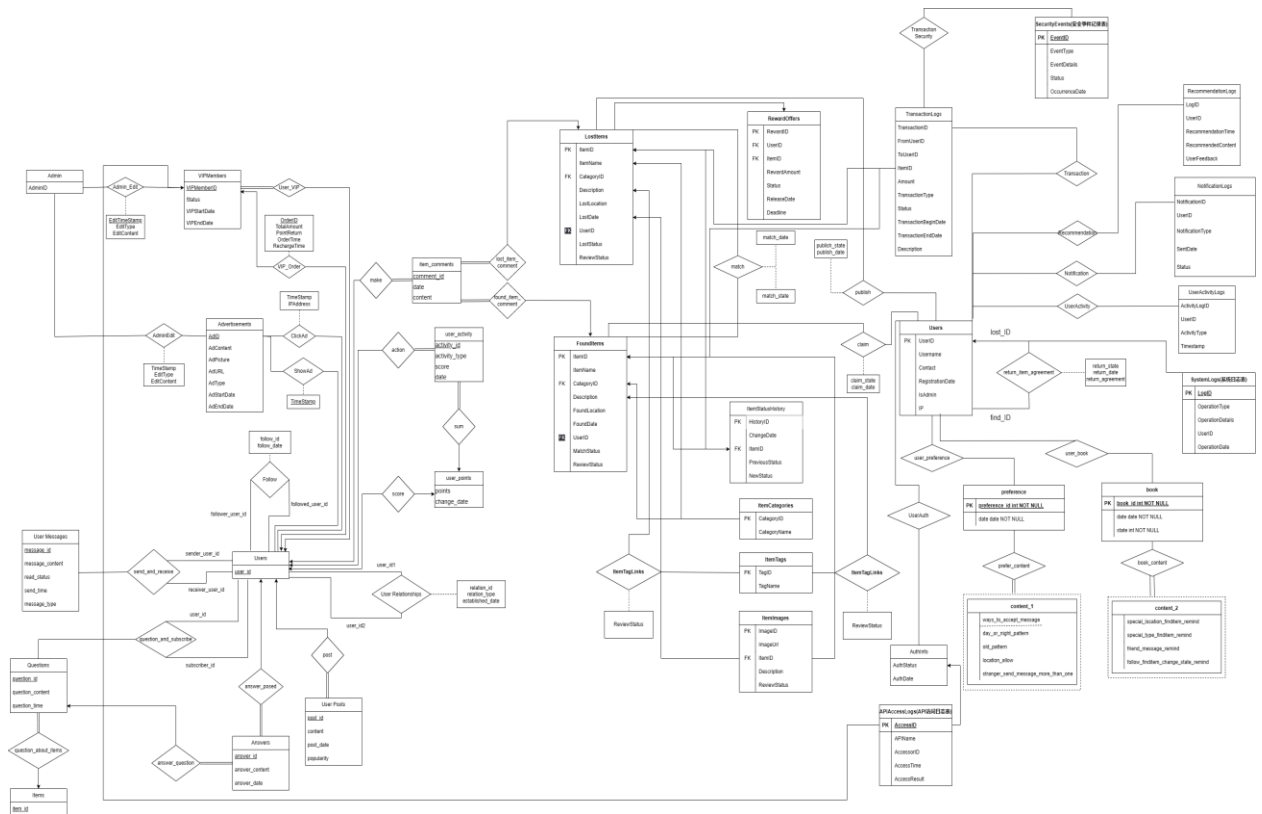 Transaction
Security
SecurityEvents(安全事件记录表)
PK
EventID
EventType
EventDetails
Status
OccurrenceDate
RecommendationLogs
LogID
UserID
RecommendationTime
RecommendedContent
UserFeedback
TransactionLogs
TransactionID
FromUserID
ToUserID
ItemID
Amount
TransactionType
Status
TransactionBeginDate
TransactionEndDate
Description
Transaction
NotificationLogs
NotificationID
UserID
NotificationType
SentDate
Status
Recommendation
Notification
UserActivity
UserActivityLogs
ActivityLogID
UserID
ActivityType
Timestamp
RewardOffers
PK
RewardID
FK
UserID
FK
ItemID
RewardAmount
Status
ReleaseDate
Deadline
LostItems
PK
ItemID
ItemName
FK
CategoryID
Description
LostLocation
LostDate
UserID
LostStatus
ReviewStatus
Admin
AdminID
Admin_Edit
EditTimeStamp
EditType
EditContent
VIPMembers
VIPMemberID
Status
VIPStartDate
VIPEndDate
User_VIP
OrderID
TotalAmount
PointReturn
OrderTime
RechargeTime
VIP_Order
make
item_comments
comment_id
date
content
lost_item_
comment
found_item_
comment
match
match_date
match_state
publish_state
publish_date
publish
AdminEdit
TimeStamp
EditType
EditContent
Advertisements
AdID
AdContent
AdPicture
AdURL
AdType
AdStartDate
AdEndDate
TimeStamp
IPAddress
ClickAd
ShowAd
TimeStamp
action
user_activity
activity_id
activity_type
score
date
sum
FoundItems
PK
ItemID
ItemName
FK
CategoryID
Description
FoundLocation
FoundDate
UserID
MatchStatus
ReviewStatus
claim
claim_state
claim_date
Users
PK
UserID
Username
Contact
RegistrationDate
IsAdmin
IP
lost_ID
return_item_agreement
return_state
return_date
return_agreement
find_ID
SystemLogs(系统日志表)
PK
LogID
OperationType
OperationDetails
UserID
OperationDate
ItemStatusHistory
PK
HistoryID
ChangeDate
FK
ItemID
PreviousStatus
NewStatus
follow_id
follow_date
Follow
follower_user_id
followed_user_id
score
user_points
points
change_date
user_preference
user_book
preference
PK
preference_id int NOT NULL
date date NOT NULL
book
PK
book_id int NOT NULL
date date NOT NULL
state int NOT NULL
UserAuth
ItemCategories
PK
CategoryID
CategoryName
ItemTags
PK
TagID
TagName
ItemTagLinks
ItemTagLinks
ReviewStatus
ReviewStatus
ItemImages
PK
ImageID
ImageUrl
FK
ItemID
Description
ReviewStatus
prefer_content
book_content
content_1
ways_to_accept_message
day_or_night_pattern
old_pattern
location_allow
stranger_send_message_more_than_one
content_2
special_location_finditem_remind
special_type_finditem_remind
friend_message_remind
follow_finditem_change_state_remind
User Messages
message_id
message_content
read_status
send_time
message_type
send_and_receive
sender_user_id
receiver_user_id
Users
user_id
user_id1
User Relationships
relation_id
relation_type
established_date
user_id2
user_id
question_and_subscribe
subscriber_id
post
User Posts
post_id
content
post_date
popularity
answer_posed
Questions
question_id
question_content
question_time
question_about_items
answer_question
Answers
answer_id
answer_content
answer_date
Items
item_id
AuthInfo
AuthStatus
AuthDate
APIAccessLogs(API访问日志表)
PK
AccessID
APIName
AccessorID
AccessTime
AccessResult